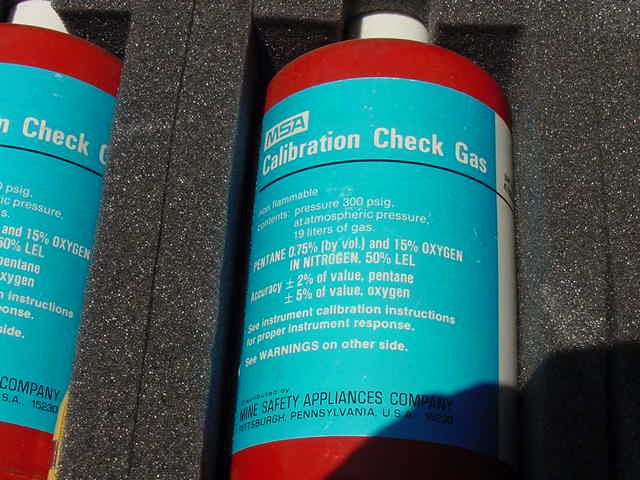 n Check
psig.
ric pressure.
s.
and 15% OXYGEN
50% LEL
pentane
oxygen
instructions
onse.
side.
COMPANY
S.A. 15230
MSA
Calibration Check Gas
non flammable
contents: pressure 300 psig.
at atmospheric pressure.
19 liters of gas.
PENTANE 0.75% (by vol.) and 15% OXYGEN
IN NITROGEN. 50% LEL
Accuracy ± 2% of value, pentane
± 5% of value, oxygen
See instrument calibration instructions
for proper instrument response.
See WARNINGS on other side.
Distributed by
MINE SAFETY APPLIANCES COMPANY
PITTSBURGH, PENNSYLVANIA, U.S.A. 15230